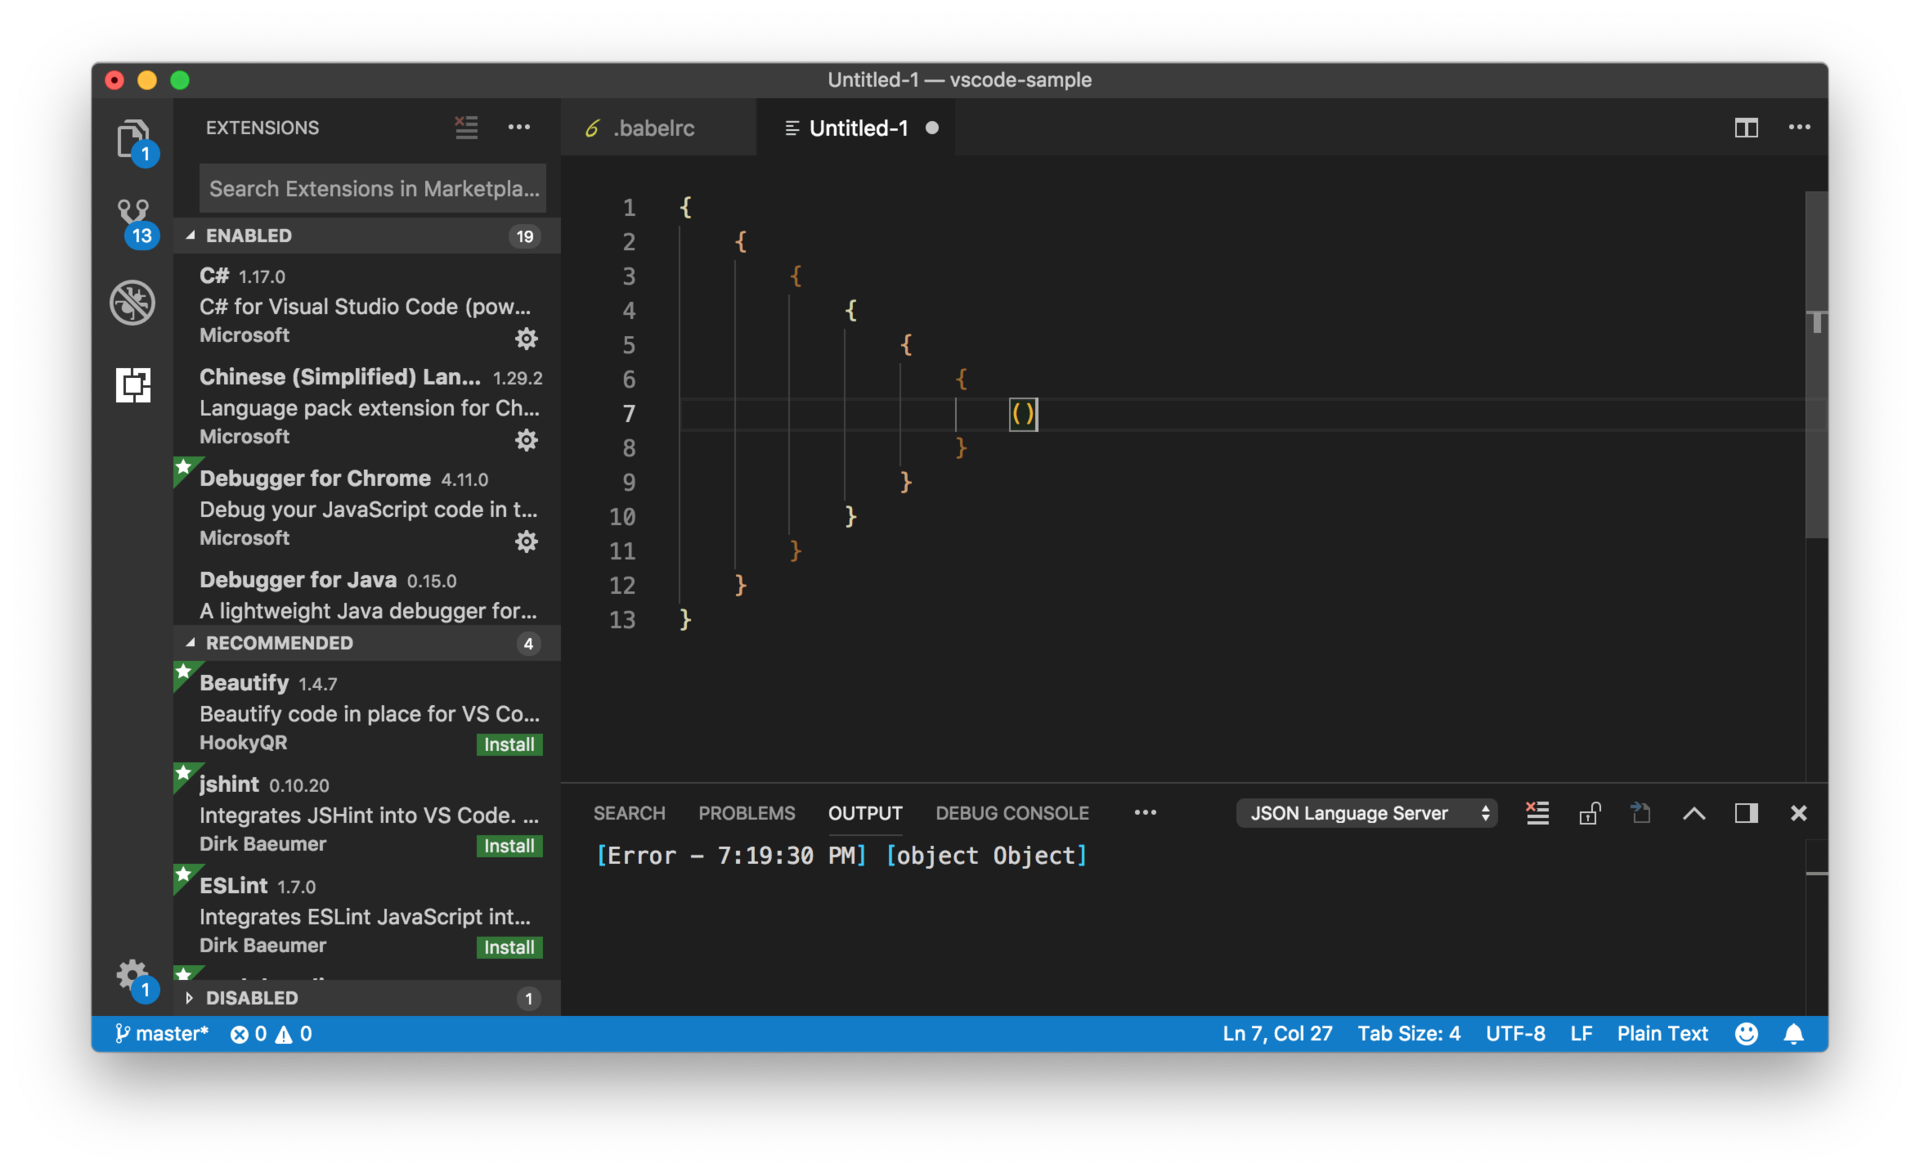 Untitled-1 — vscode-sample
1
13
1
EXTENSIONS
Search Extensions in Marketpla...
ENABLED 19
C# 1.17.0
C# for Visual Studio Code (pow...
Microsoft
Chinese (Simplified) Lan... 1.29.2
Language pack extension for Ch...
Microsoft
Debugger for Chrome 4.11.0
Debug your JavaScript code in t...
Microsoft
Debugger for Java 0.15.0
A lightweight Java debugger for...
RECOMMENDED 4
Beautify 1.4.7
Beautify code in place for VS Co...
HookyQR Install
jshint 0.10.20
Integrates JSHint into VS Code. ...
Dirk Baeumer Install
ESLint 1.7.0
Integrates ESLint JavaScript int...
Dirk Baeumer Install
DISABLED 1
.babelrc
Untitled-1
1 {
2 {
3 {
4 {
5 {
6 {
7 ()
8 }
9 }
10 }
11 }
12 }
13 }
SEARCH PROBLEMS OUTPUT DEBUG CONSOLE ... JSON Language Server
[Error – 7:19:30 PM] [object Object]
master* 0 0 Ln 7, Col 27 Tab Size: 4 UTF-8 LF Plain Text